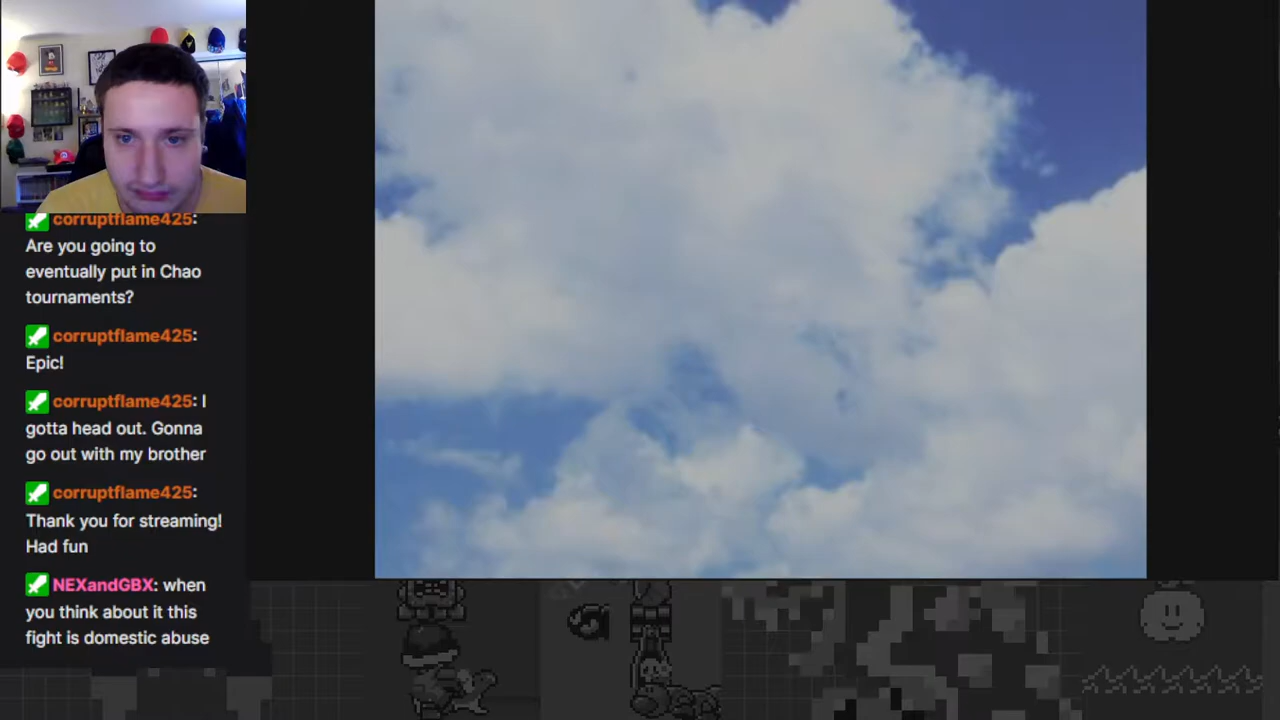 corruptflame425:
Are you going to
eventually put in Chao
tournaments?
corruptflame425:
Epic!
corruptflame425: I
gotta head out. Gonna
go out with my brother
corruptflame425:
Thank you for streaming!
Had fun
NEXandGBX: when
you think about it this
fight is domestic abuse